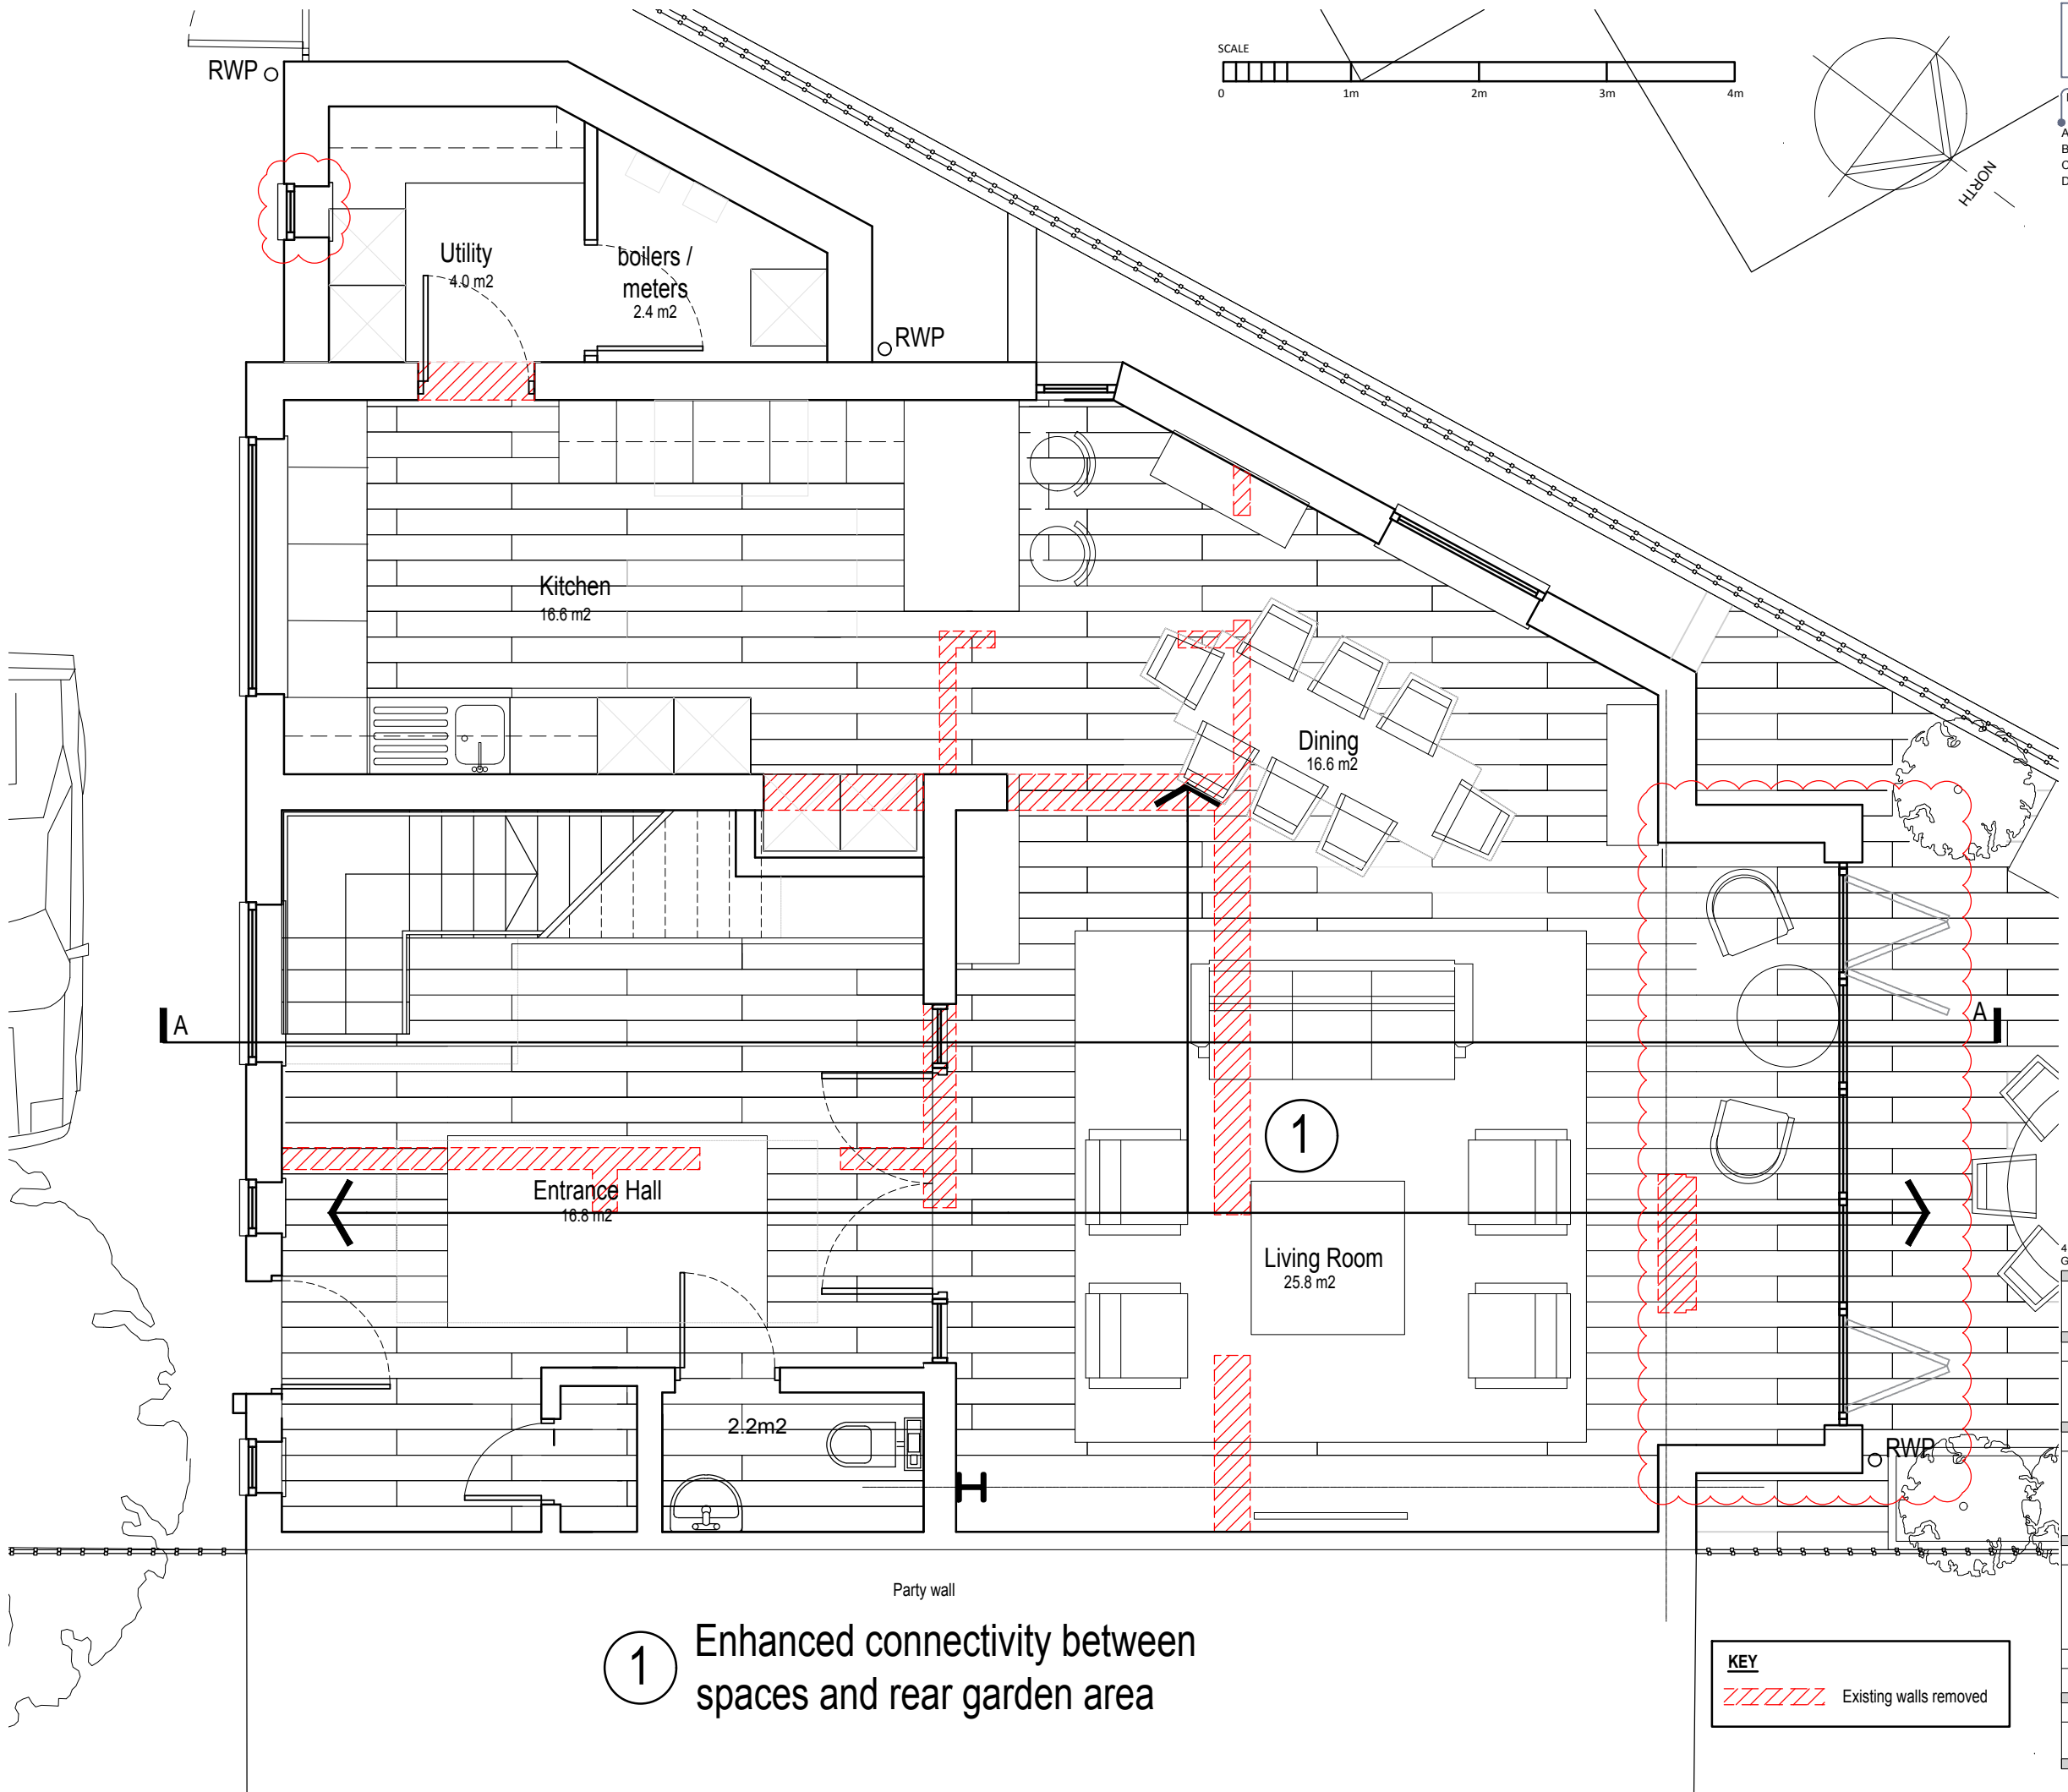 SCALE
0 1m 2m 3m 4m
NORTH
A
B
C
D
RWP
Utility
4.0 m2
boilers /
meters
2.4 m2
RWP
Kitchen
16.6 m2
Dining
16.6 m2
A
A
1
Entrance Hall
16.8 m2
Living Room
25.8 m2
4
G
2.2m2
RWP
Party wall
1 Enhanced connectivity between
spaces and rear garden area
KEY
Existing walls removed